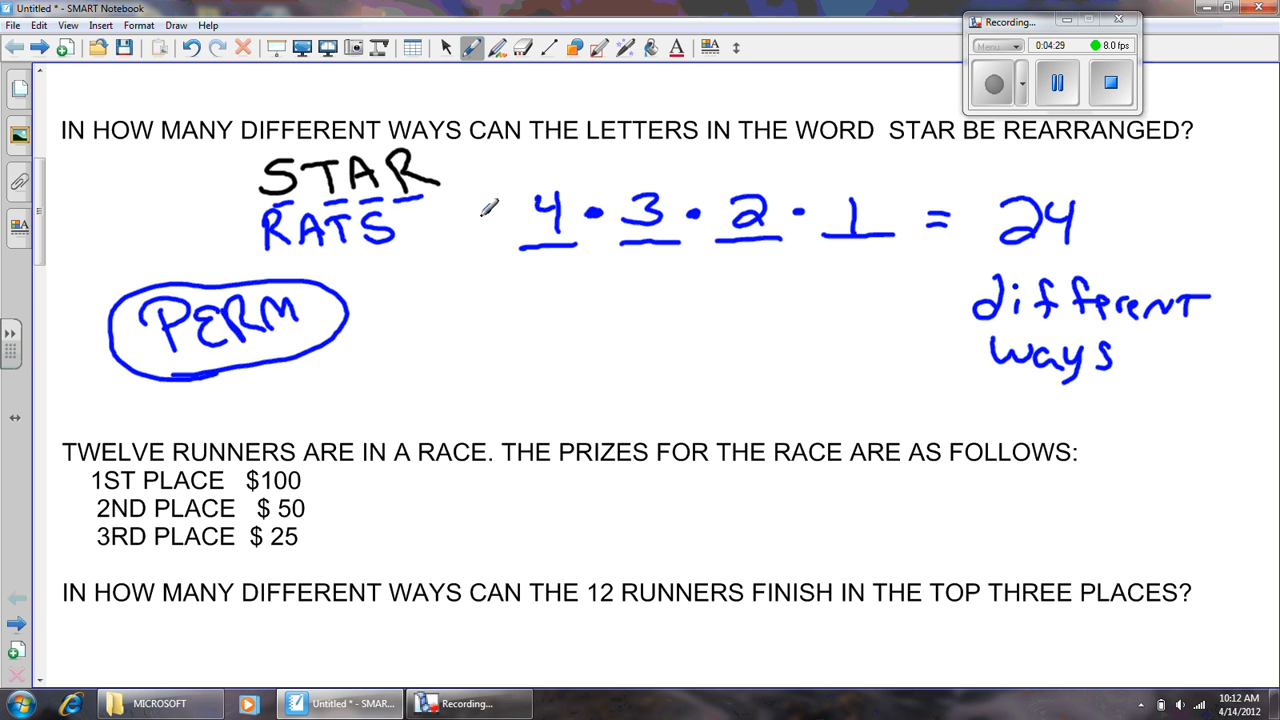 Untitled * - SMART Notebook
File Edit View Insert Format Draw Help
Recording...
Menu 0:04:29 8.0 fps
IN HOW MANY DIFFERENT WAYS CAN THE LETTERS IN THE WORD STAR BE REARRANGED?
STAR
RATS
4 • 3 • 2 • 1 = 24
different
ways
PERM
TWELVE RUNNERS ARE IN A RACE. THE PRIZES FOR THE RACE ARE AS FOLLOWS:
1ST PLACE $100
2ND PLACE $ 50
3RD PLACE $ 25
IN HOW MANY DIFFERENT WAYS CAN THE 12 RUNNERS FINISH IN THE TOP THREE PLACES?
MICROSOFT
Untitled * - SMAR...
Recording...
10:12 AM
4/14/2012